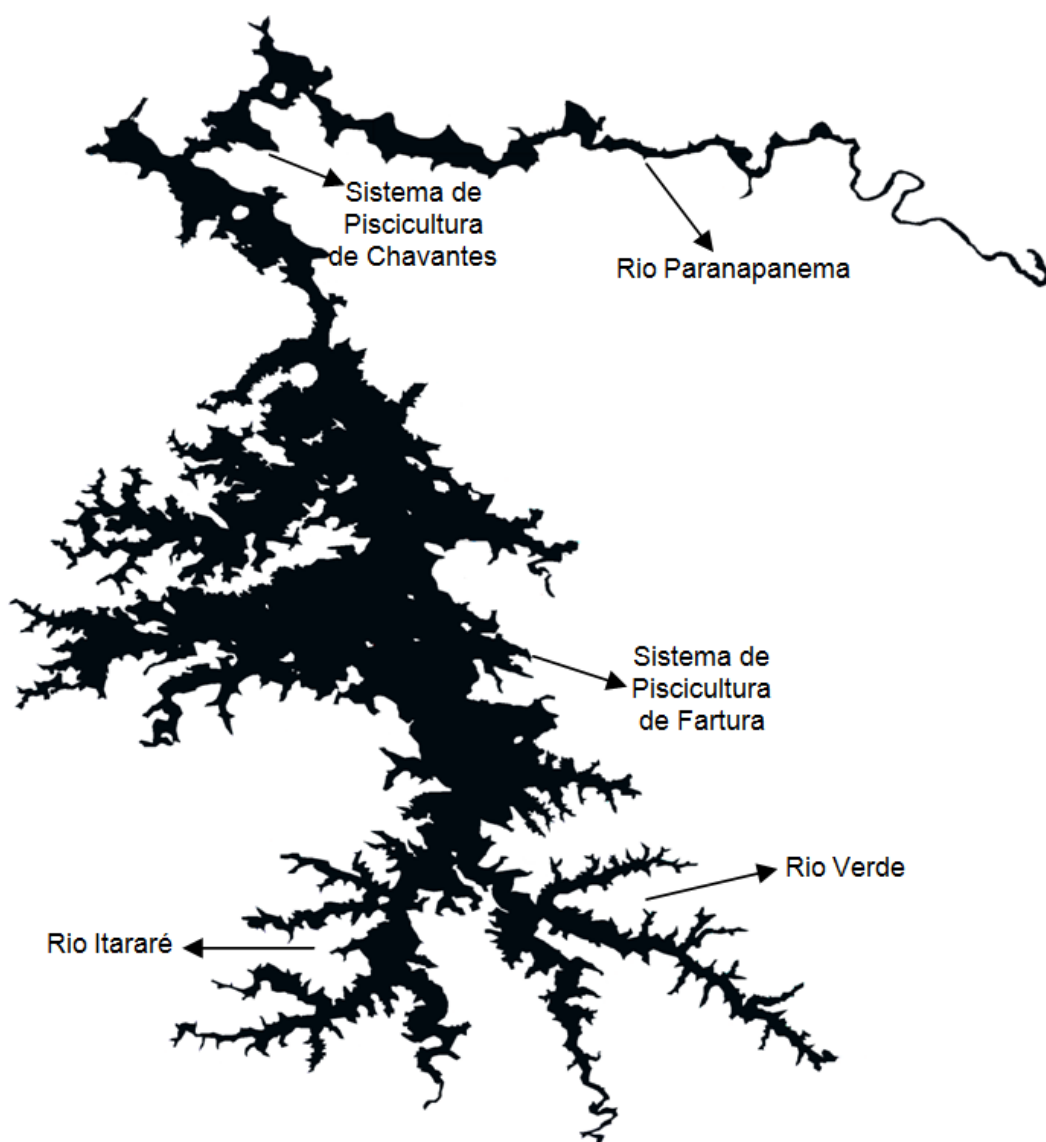 Sistema de
Piscicultura
de Chavantes
Rio Paranapanema
Sistema de
Piscicultura
de Fartura
Rio Verde
Rio Itararé